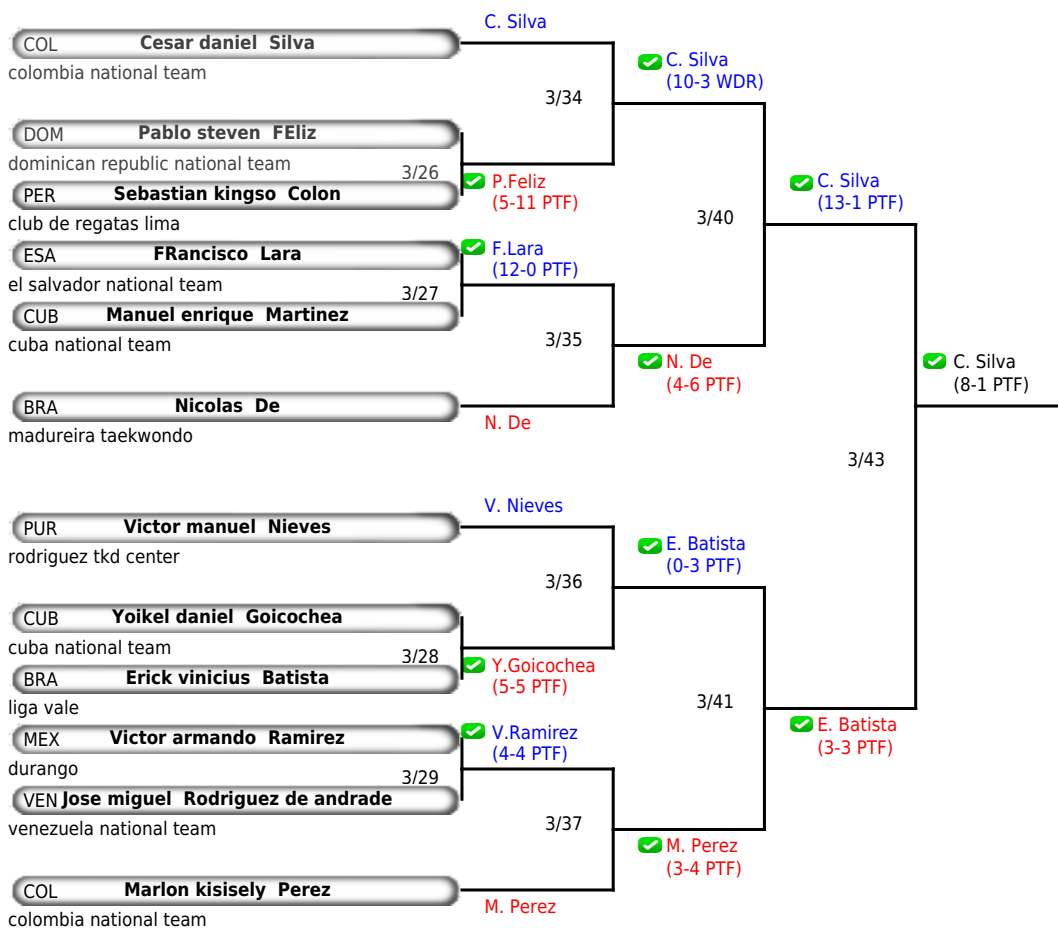 C. Silva
COL Cesar daniel Silva
colombia national team
C. Silva
(10-3 WDR)
3/34
DOM Pablo steven FEliz
dominican republic national team
3/26
P.Feliz
(5-11 PTF)
PER Sebastian kingso Colon
club de regatas lima
C. Silva
(13-1 PTF)
3/40
ESA FRancisco Lara
el salvador national team
F.Lara
(12-0 PTF)
3/27
CUB Manuel enrique Martinez
cuba national team
3/35
N. De
(4-6 PTF)
C. Silva
(8-1 PTF)
BRA Nicolas De
madureira taekwondo
N. De
3/43
V. Nieves
PUR Victor manuel Nieves
rodriguez tkd center
E. Batista
(0-3 PTF)
3/36
CUB Yoikel daniel Goicochea
cuba national team
3/28
Y.Goicochea
(5-5 PTF)
BRA Erick vinicius Batista
liga vale
3/41
E. Batista
(3-3 PTF)
MEX Victor armando Ramirez
durango
V.Ramirez
(4-4 PTF)
3/29
VEN Jose miguel Rodriguez de andrade
venezuela national team
3/37
M. Perez
(3-4 PTF)
COL Marlon kisisely Perez
colombia national team
M. Perez